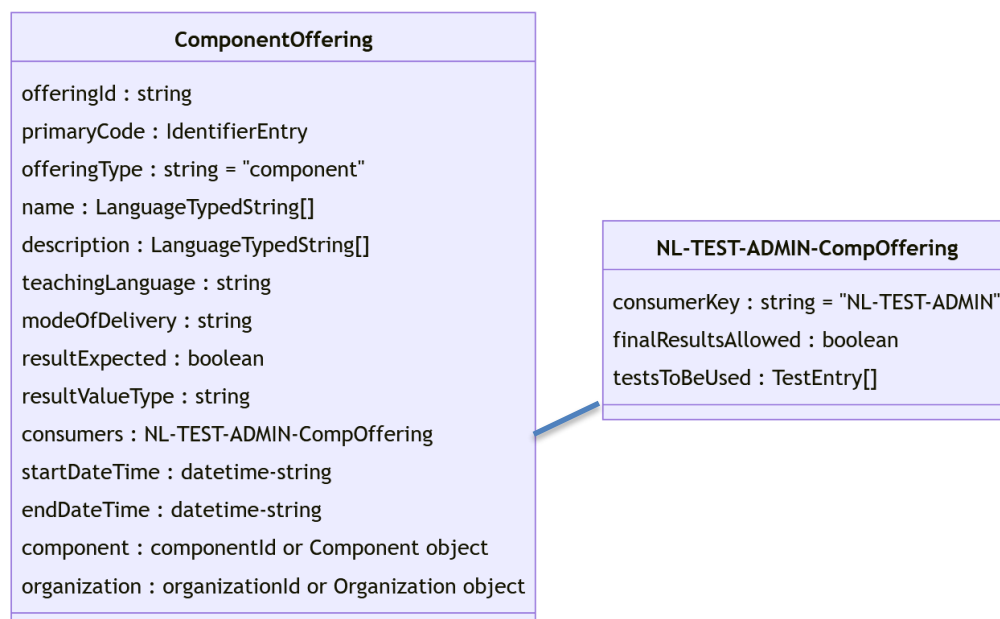 ComponentOffering
offeringId : string
primaryCode : IdentifierEntry
offeringType : string = "component"
name : LanguageTypedString[]
description : LanguageTypedString[]
teachingLanguage : string
modeOfDelivery : string
resultExpected : boolean
resultValueType : string
consumers : NL-TEST-ADMIN-CompOffering
startDateTime : datetime-string
endDateTime : datetime-string
component : componentId or Component object
organization : organizationId or Organization object
NL-TEST-ADMIN-CompOffering
consumerKey : string = "NL-TEST-ADMIN"
finalResultsAllowed : boolean
testsToBeUsed : TestEntry[]